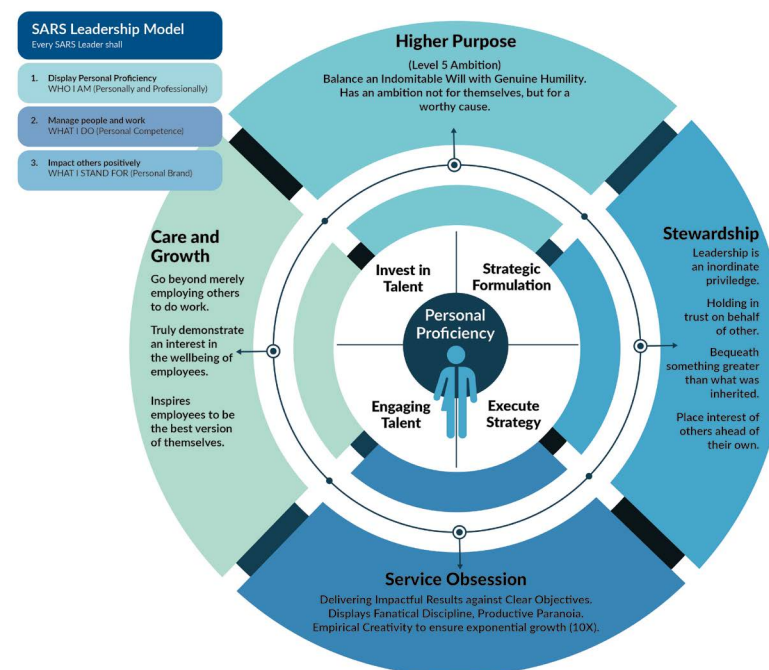 SARS Leadership Model
Every SARS Leader shall
1. Display Personal Proficiency
WHO I AM (Personally and Professionally)
2. Manage people and work
WHAT I DO (Personal Competence)
3. Impact others positively
WHAT I STAND FOR (Personal Brand)
Higher Purpose
(Level 5 Ambition)
Balance an Indomitable Will with Genuine Humility.
Has an ambition not for themselves, but for a
worthy cause.
Care and
Growth
Go beyond merely
employing others
to do work.
Truly demonstrate
an interest in
the wellbeing of
employees.
Inspires
employees to be
the best version
of themselves.
Invest in
Talent
Strategic
Formulation
Personal
Proficiency
Engaging
Talent
Execute
Strategy
Stewardship
Leadership is
an inordinate
priviledge.
Holding in
trust on behalf
of other.
Bequeath
something greater
than what was
inherited.
Place interest of
others ahead of
their own.
Service Obsession
Delivering Impactful Results against Clear Objectives.
Displays Fanatical Discipline, Productive Paranoia.
Empirical Creativity to ensure exponential growth (10X).